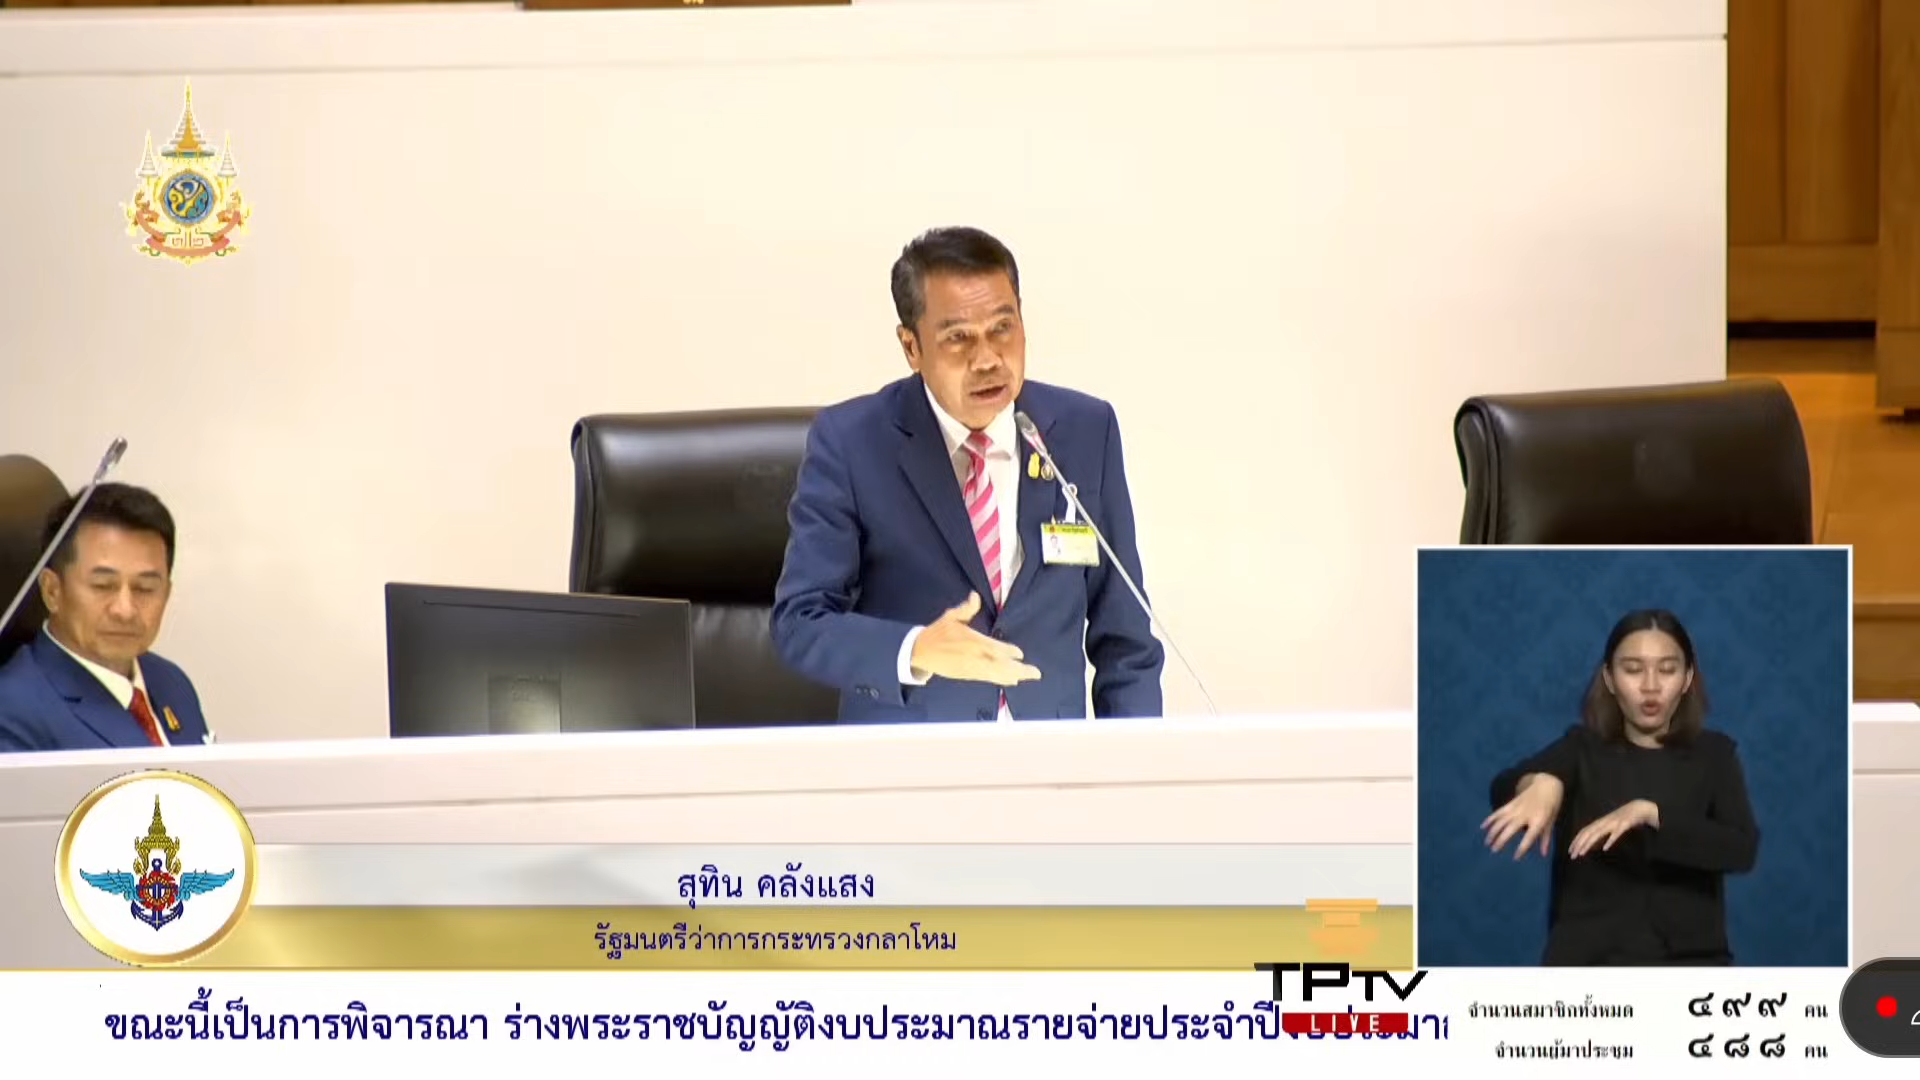 สุทิน คลังแสง
รัฐมนตรีว่าการกระทรวงกลาโหม
TPTV
LIVE
ขณะนี้เป็นการพิจารณา ร่างพระราชบัญญัติงบประมาณรายจ่ายประจำปี
จำนวนสมาชิกทั้งหมด ๔๙๙ คน
จำนวนผู้มาประชุม ๔๘๘ คน